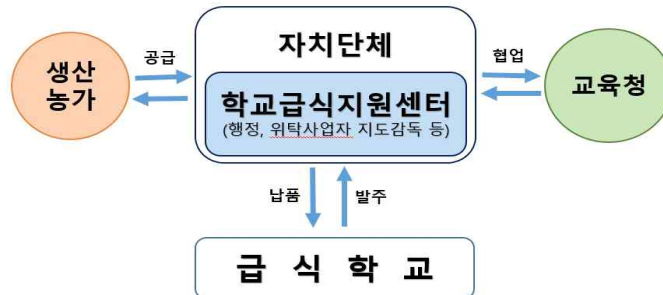 자치단체
공급
협업
생산
농가
학교급식지원센터
(행정, 위탁사업자 지도감독 등)
교육청
납품
발주
급 식 학 교